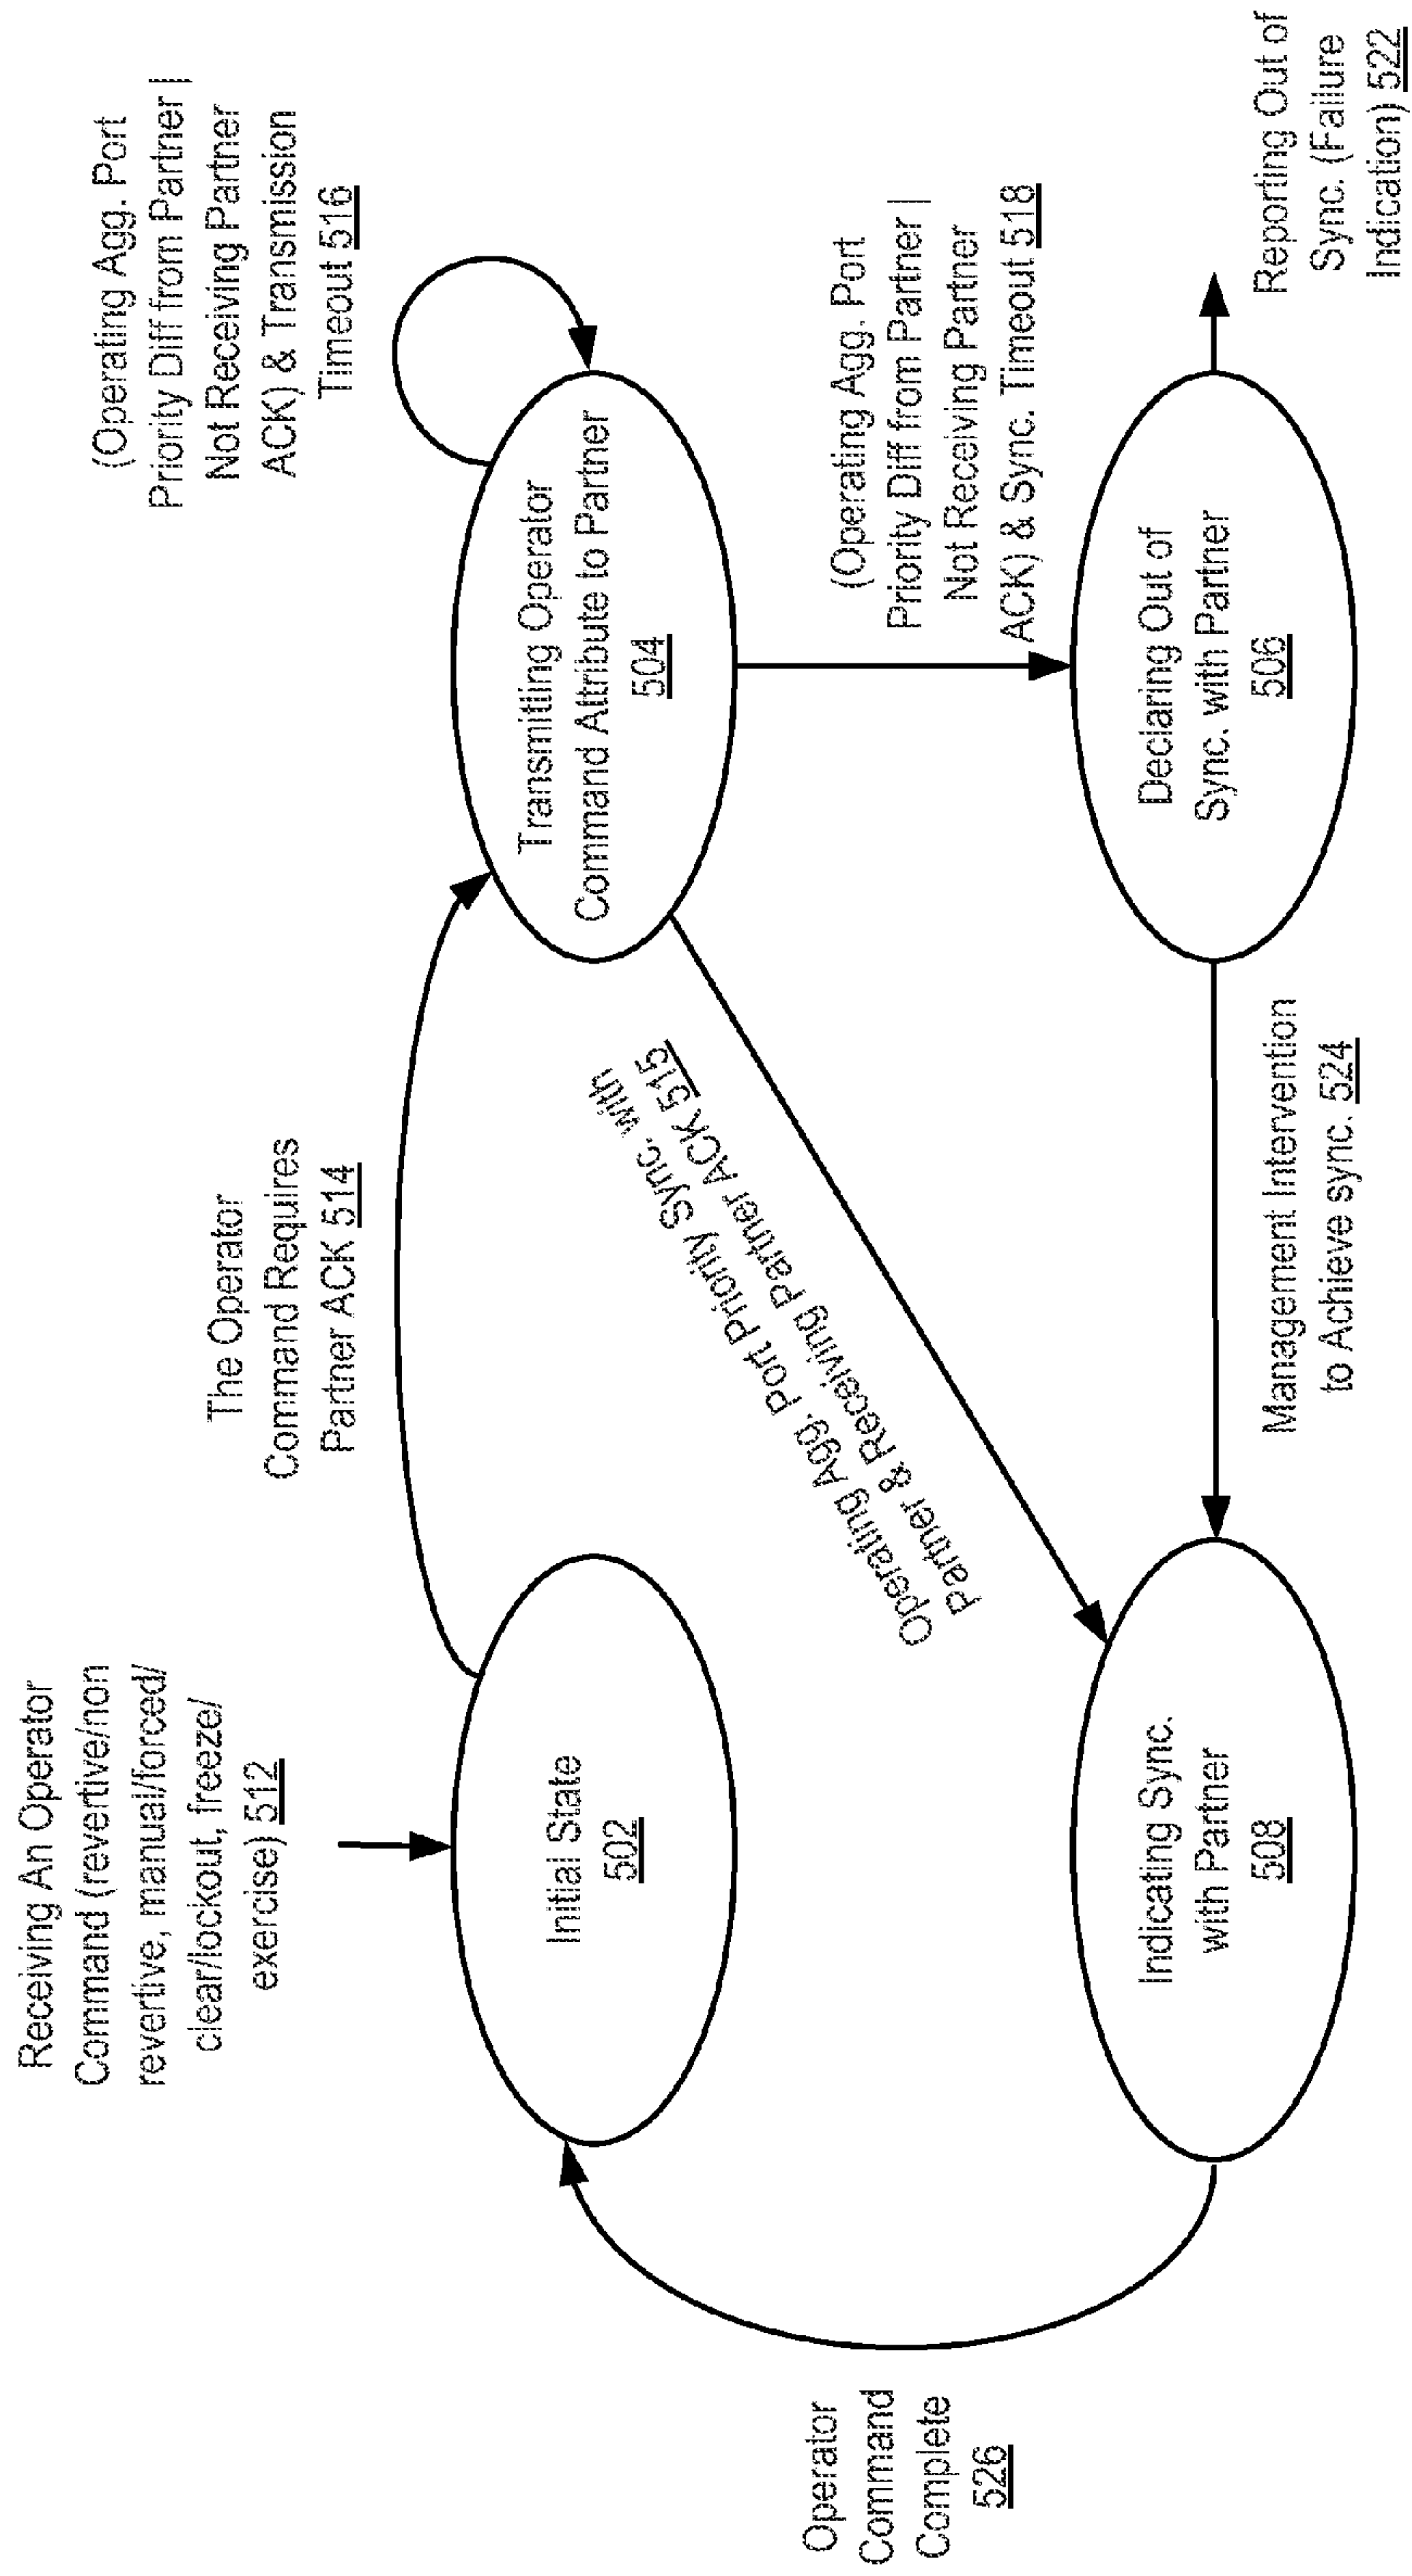 Receiving An Operator
Command (revertive/non
revertive, manual/forced/
clear/lockout, freeze/
exercise) 512
The Operator
Command Requires
Partner ACK 514
(Operating Agg. Port
Priority Diff from Partner |
Not Receiving Partner
ACK) & Transmission
Timeout 516
Initial State
502
Transmitting Operator
Command Attribute to Partner
504
Operating Agg. Port Priority Sync. with
Partner & Receiving Partner ACK 515
(Operating Agg. Port
Priority Diff from Partner |
Not Receiving Partner
ACK) & Sync. Timeout 518
Operator
Command
Complete
526
Indicating Sync.
with Partner
508
Management Intervention
to Achieve sync. 524
Declaring Out of
Sync. with Partner
506
Reporting Out of
Sync. (Failure
Indication) 522